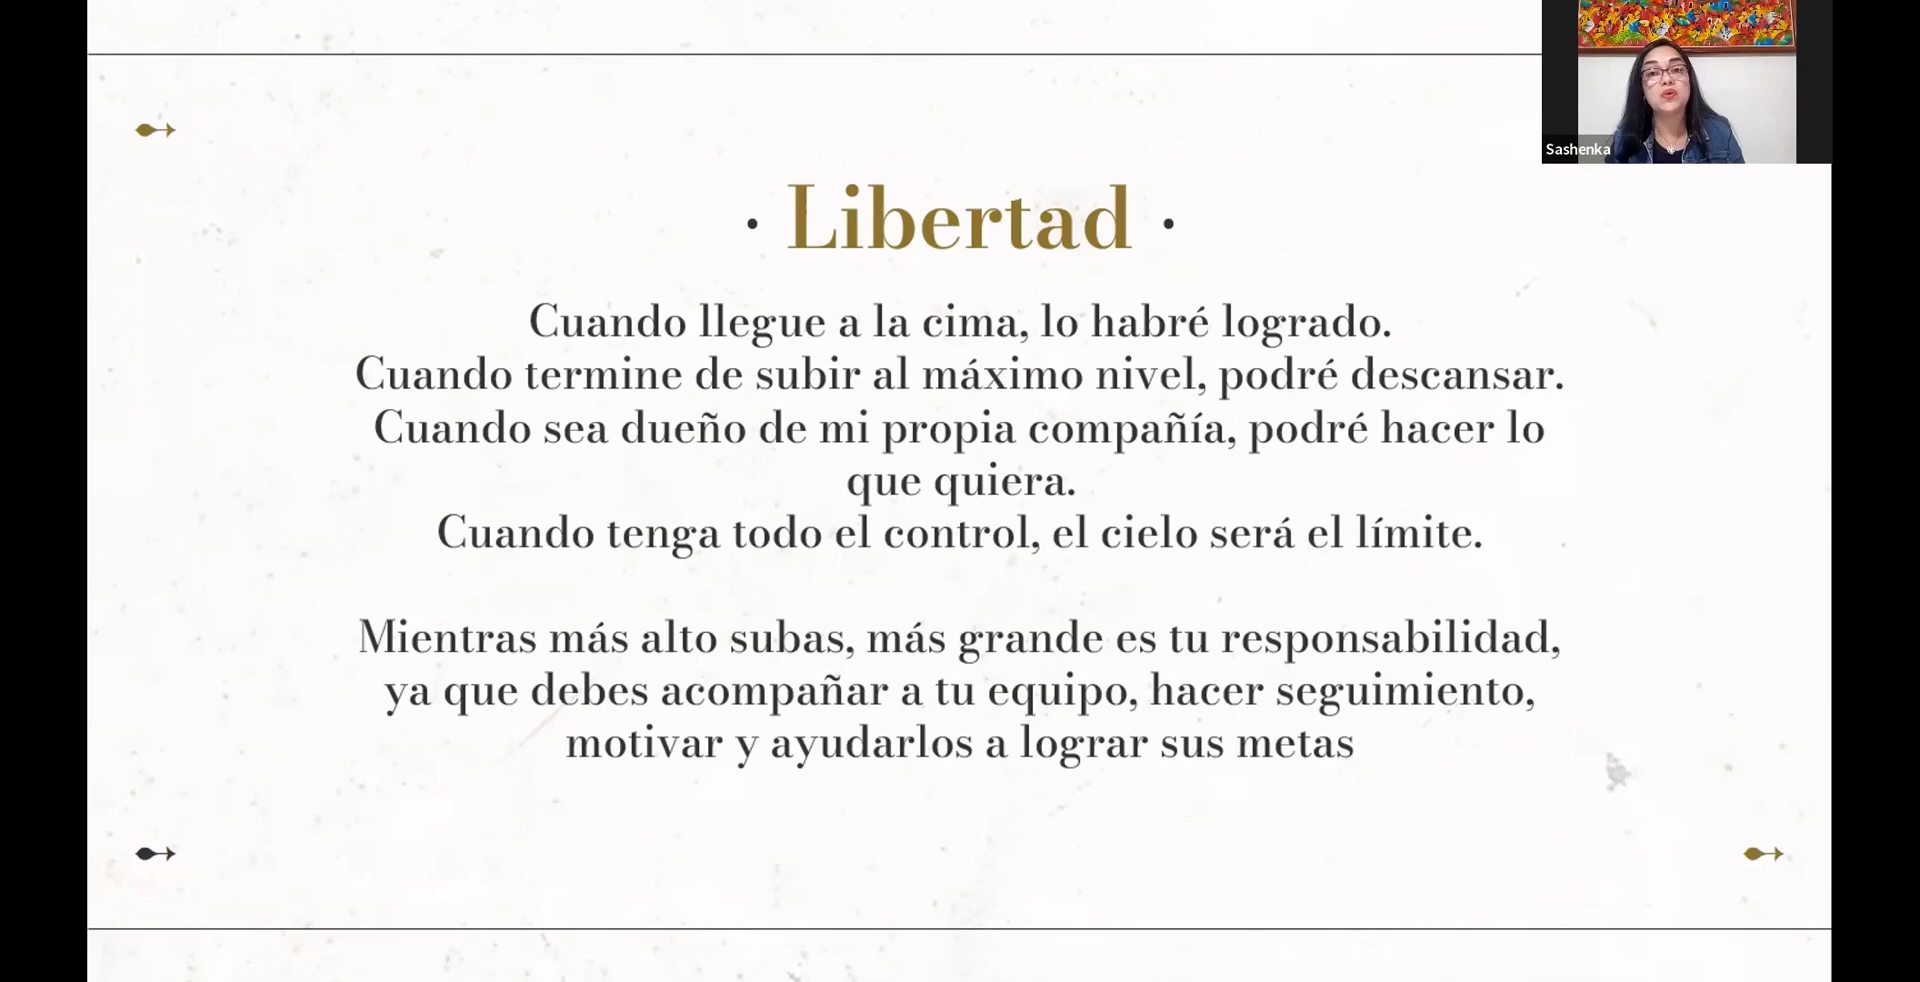 Sashenka
· Libertad ·
Cuando llegue a la cima, lo habré logrado.
Cuando termine de subir al máximo nivel, podré descansar.
Cuando sea dueño de mi propia compañía, podré hacer lo
que quiera.
Cuando tenga todo el control, el cielo será el límite.
Mientras más alto subas, más grande es tu responsabilidad,
ya que debes acompañar a tu equipo, hacer seguimiento,
motivar y ayudarlos a lograr sus metas